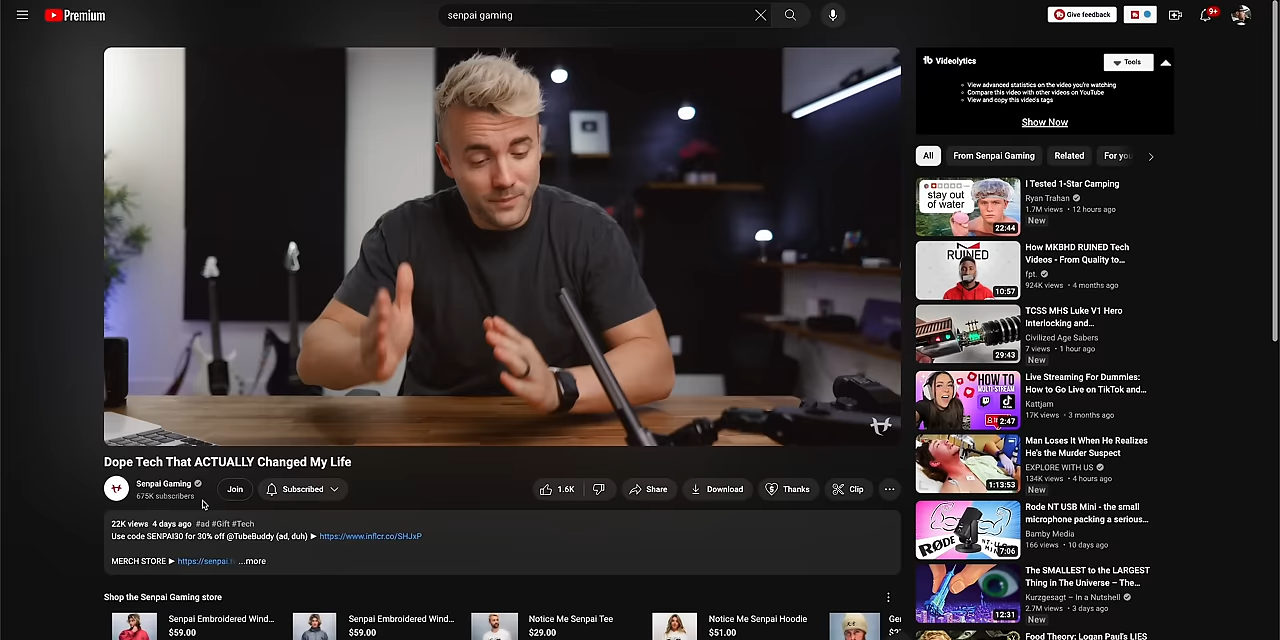 Premium
senpai gaming
Give feedback
9+
Videolytics
Tools
View advanced statistics on the video you're watching
Compare this video with other videos on YouTube
View and copy this video's tags
Show Now
All
From Senpai Gaming
Related
For you
stay out
of water
22:44
I Tested 1-Star Camping
Ryan Trahan
1.7M views • 12 hours ago
New
RUINED
10:57
How MKBHD RUINED Tech
Videos - From Quality to...
fpt.
924K views • 4 months ago
29:43
TCSS MHS Luke V1 Hero
Interlocking and...
Civilized Age Sabers
7 views • 1 hour ago
New
HOW TO
MULTI-STREAM
2:47
Live Streaming For Dummies:
How to Go Live on TikTok and...
Kattjam
17K views • 3 months ago
1:13:53
Man Loses It When He Realizes
He's the Murder Suspect
EXPLORE WITH US
134K views • 4 hours ago
New
RØDE
7:06
Rode NT USB Mini - the small
microphone packing a serious...
Bamby Media
166 views • 10 days ago
12:31
The SMALLEST to the LARGEST
Thing in The Universe – The...
Kurzgesagt – In a Nutshell
2.7M views • 3 days ago
New
Food Theory: Logan Paul's LIES
Dope Tech That ACTUALLY Changed My Life
Senpai Gaming
675K subscribers
Join
Subscribed
1.6K
Share
Download
Thanks
Clip
22K views 4 days ago #ad #Gift #Tech
Use code SENPAI30 for 30% off @TubeBuddy (ad, duh) ► https://www.inflcr.co/SHJxP
MERCH STORE ► https://senpai.t ...more
Shop the Senpai Gaming store
Senpai Embroidered Wind...
$59.00
Senpai Embroidered Wind...
$59.00
Notice Me Senpai Tee
$29.00
Notice Me Senpai Hoodie
$51.00